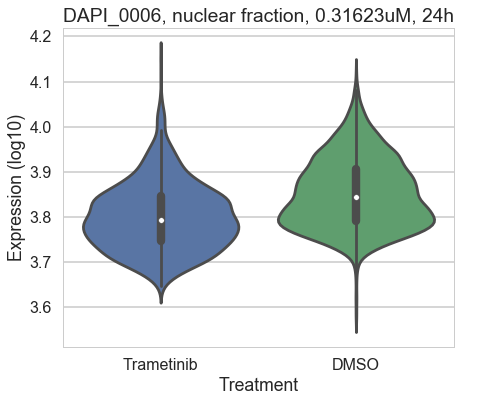 DAPI_0006, nuclear fraction, 0.31623uM, 24h
4.2
4.1
4.0
3.9
3.8
3.7
3.6
Expression (log10)
Trametinib
DMSO
Treatment